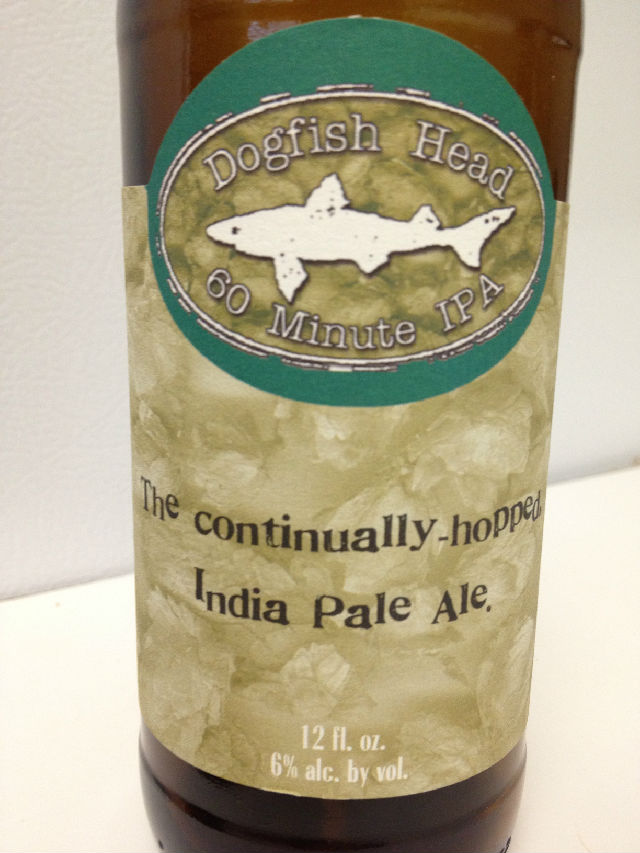 Dogfish Head
60 Minute IPA
The continually-hopped,
India Pale Ale.
12 fl. oz.
6% alc. by vol.